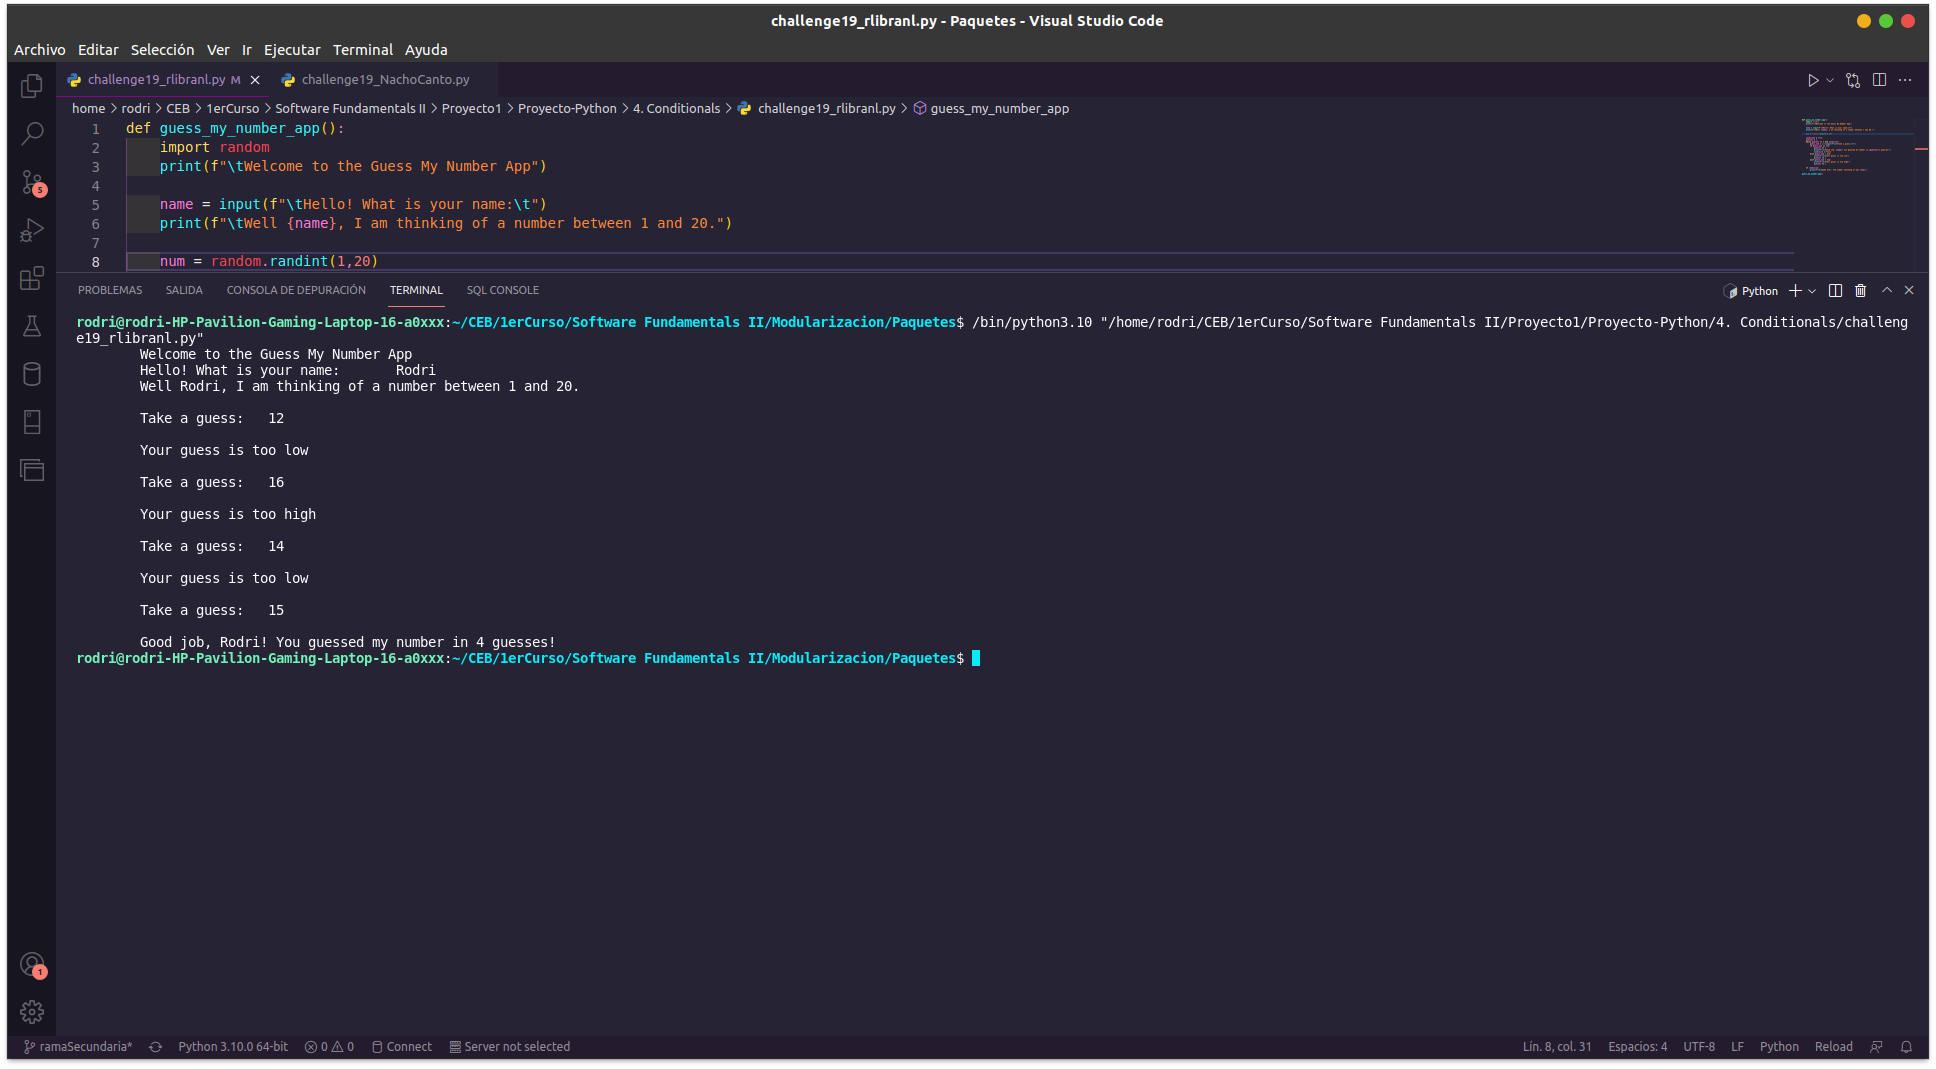 challenge19_rlibranl.py - Paquetes - Visual Studio Code
Archivo Editar Selección Ver Ir Ejecutar Terminal Ayuda
challenge19_rlibranl.py M challenge19_NachoCanto.py
home > rodri > CEB > 1erCurso > Software Fundamentals II > Proyecto1 > Proyecto-Python > 4. Conditionals > challenge19_rlibranl.py > guess_my_number_app
1 def guess_my_number_app():
2 import random
3 print(f"\tWelcome to the Guess My Number App")
4
5 name = input(f"\tHello! What is your name:\t")
6 print(f"\tWell {name}, I am thinking of a number between 1 and 20.")
7
8 num = random.randint(1,20)
PROBLEMAS SALIDA CONSOLA DE DEPURACIÓN TERMINAL SQL CONSOLE Python
rodri@rodri-HP-Pavilion-Gaming-Laptop-16-a0xxx:~/CEB/1erCurso/Software Fundamentals II/Modularizacion/Paquetes$ /bin/python3.10 "/home/rodri/CEB/1erCurso/Software Fundamentals II/Proyecto1/Proyecto-Python/4. Conditionals/challeng
e19_rlibranl.py"
Welcome to the Guess My Number App
Hello! What is your name: Rodri
Well Rodri, I am thinking of a number between 1 and 20.
Take a guess: 12
Your guess is too low
Take a guess: 16
Your guess is too high
Take a guess: 14
Your guess is too low
Take a guess: 15
Good job, Rodri! You guessed my number in 4 guesses!
rodri@rodri-HP-Pavilion-Gaming-Laptop-16-a0xxx:~/CEB/1erCurso/Software Fundamentals II/Modularizacion/Paquetes$
5
1
ramaSecundaria* Python 3.10.0 64-bit 0 0 Connect Server not selected Lín. 8, col. 31 Espacios: 4 UTF-8 LF Python Reload